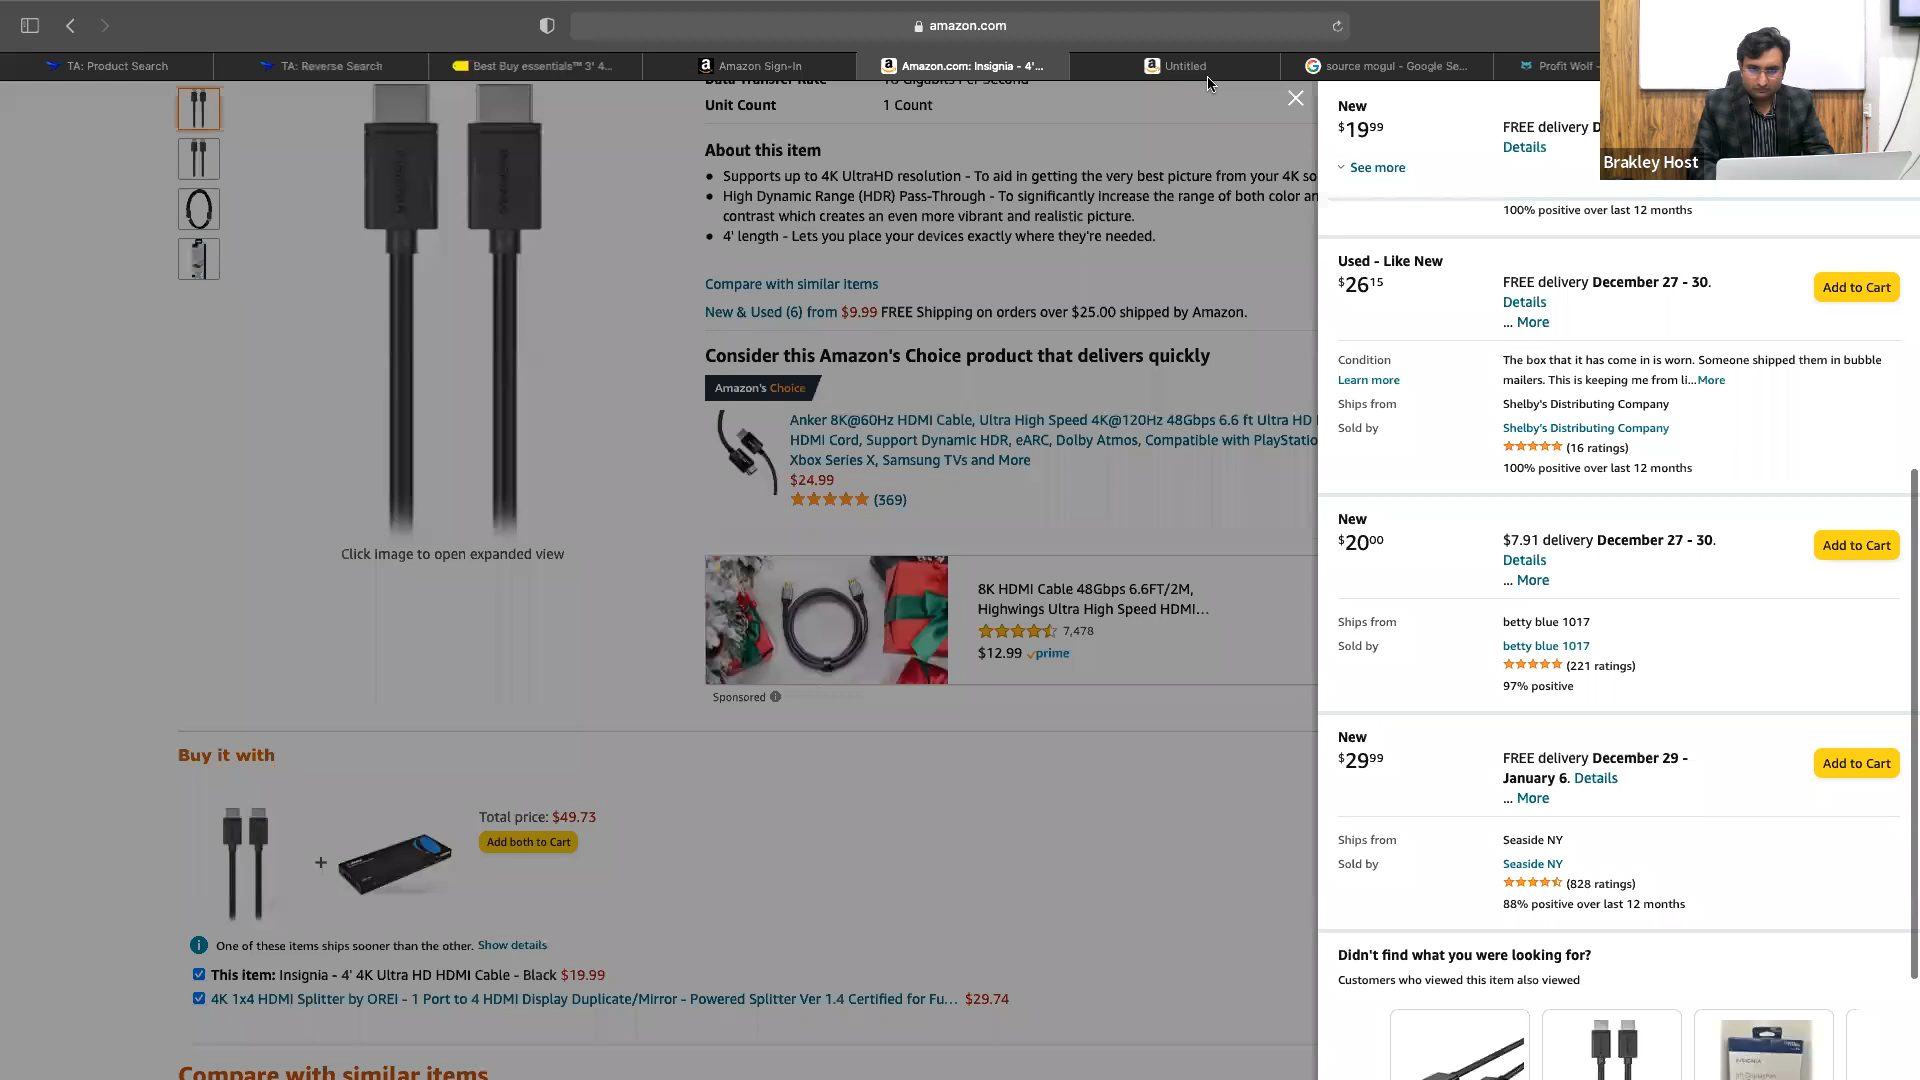 amazon.com
TA: Product Search
TA: Reverse Search
Best Buy essentials™ 3' 4...
Amazon Sign-In
Amazon.com: Insignia - 4'...
Untitled
source mogul - Google Se...
Profit Wolf -
Brakley Host
Data Transfer Rate
Unit Count 1 Count
About this item
Supports up to 4K UltraHD resolution - To aid in getting the very best picture from your 4K so
High Dynamic Range (HDR) Pass-Through - To significantly increase the range of both color an
contrast which creates an even more vibrant and realistic picture.
4' length - Lets you place your devices exactly where they're needed.
Compare with similar items
New & Used (6) from $9.99 FREE Shipping on orders over $25.00 shipped by Amazon.
Consider this Amazon's Choice product that delivers quickly
Amazon's Choice
Anker 8K@60Hz HDMI Cable, Ultra High Speed 4K@120Hz 48Gbps 6.6 ft Ultra HD
HDMI Cord, Support Dynamic HDR, eARC, Dolby Atmos, Compatible with PlayStatio
Xbox Series X, Samsung TVs and More
$24.99
(369)
Click image to open expanded view
8K HDMI Cable 48Gbps 6.6FT/2M,
Highwings Ultra High Speed HDMI...
7,478
$12.99 prime
Sponsored
Buy it with
+
Total price: $49.73
Add both to Cart
One of these items ships sooner than the other. Show details
This item: Insignia - 4' 4K Ultra HD HDMI Cable - Black $19.99
4K 1x4 HDMI Splitter by OREI - 1 Port to 4 HDMI Display Duplicate/Mirror - Powered Splitter Ver 1.4 Certified for Fu... $29.74
Compare with similar items
New
$19.99 FREE delivery D
Details
See more
100% positive over last 12 months
Used - Like New
$26.15 FREE delivery December 27 - 30.
Details
... More
Add to Cart
Condition The box that it has come in is worn. Someone shipped them in bubble
Learn more mailers. This is keeping me from li...More
Ships from Shelby's Distributing Company
Sold by Shelby's Distributing Company
(16 ratings)
100% positive over last 12 months
New
$20.00 $7.91 delivery December 27 - 30.
Details
... More
Add to Cart
Ships from betty blue 1017
Sold by betty blue 1017
(221 ratings)
97% positive
New
$29.99 FREE delivery December 29 -
January 6. Details
... More
Add to Cart
Ships from Seaside NY
Sold by Seaside NY
(828 ratings)
88% positive over last 12 months
Didn't find what you were looking for?
Customers who viewed this item also viewed